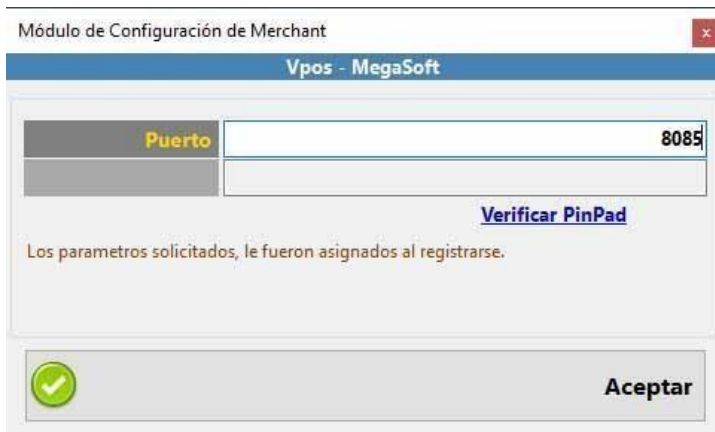 Módulo de Configuración de Merchant
x
Vpos - MegaSoft
Puerto 8085
Verificar PinPad
Los parametros solicitados, le fueron asignados al registrarse.
Aceptar